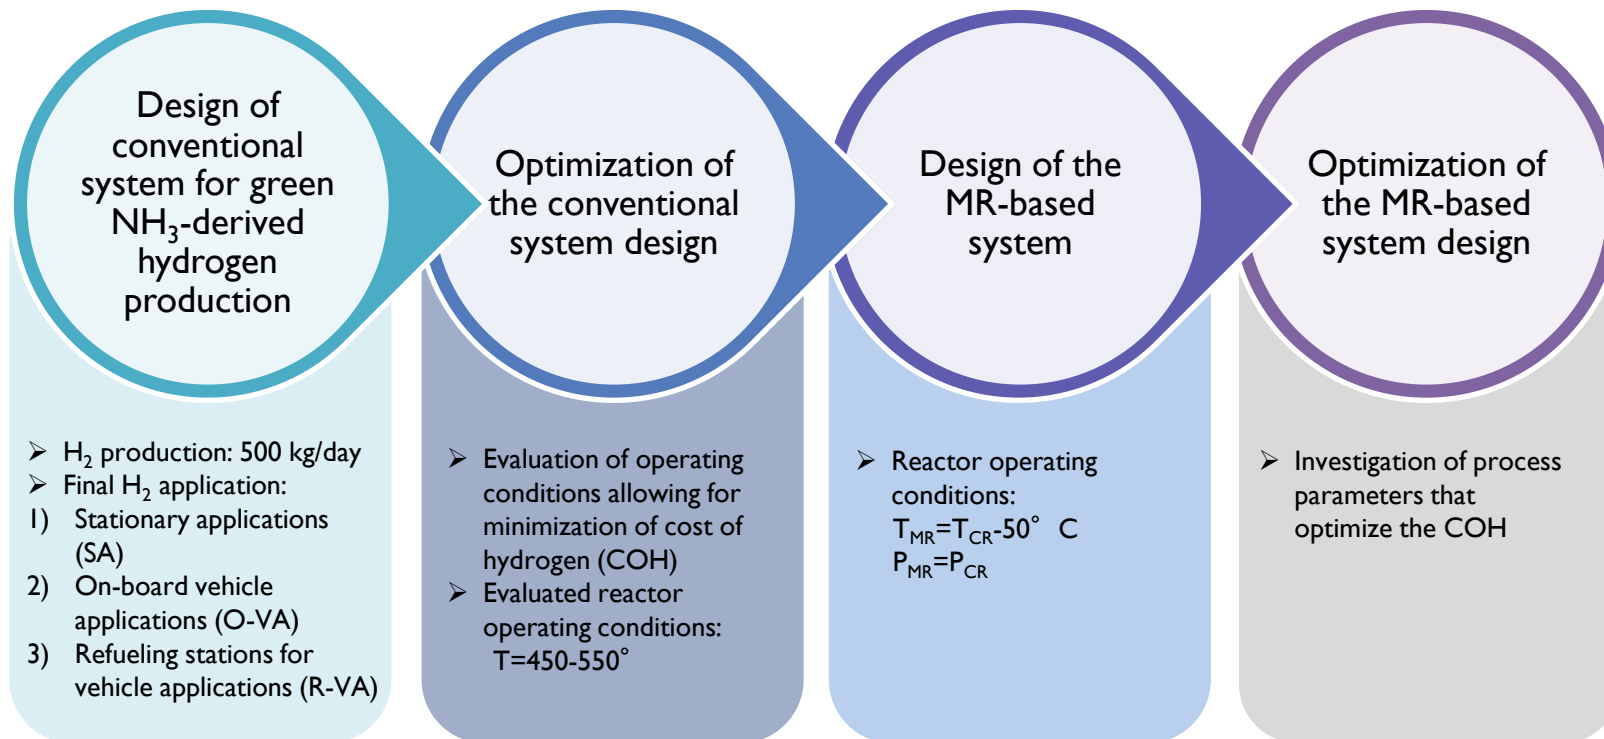 Design of
conventional
system for green
NH₃-derived
hydrogen
production
➢ H₂ production: 500 kg/day
➢ Final H₂ application:
1) Stationary applications
(SA)
2) On-board vehicle
applications (O-VA)
3) Refueling stations for
vehicle applications (R-VA)
Optimization of
the conventional
system design
➢ Evaluation of operating
conditions allowing for
minimization of cost of
hydrogen (COH)
➢ Evaluated reactor
operating conditions:
T=450-550°
Design of the
MR-based
system
➢ Reactor operating
conditions:
T_MR=T_CR-50° C
P_MR=P_CR
Optimization of
the MR-based
system design
➢ Investigation of process
parameters that
optimize the COH